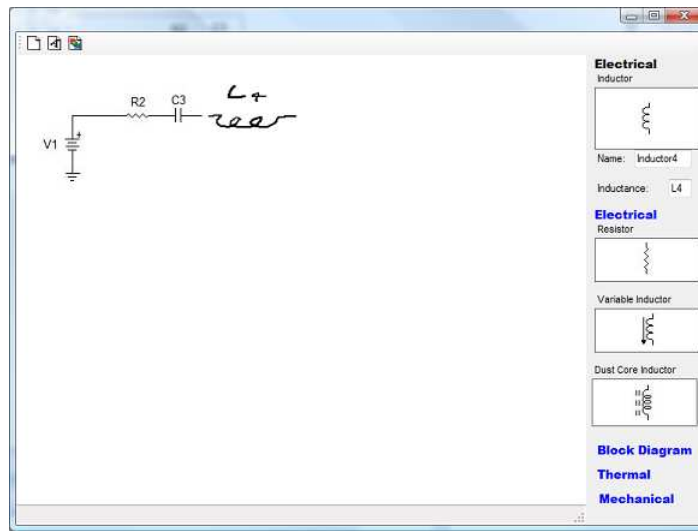 R2
C3
L4
V1
Electrical
Inductor
Name: Inductor4
Inductance: L4
Electrical
Resistor
Variable Inductor
Dust Core Inductor
Block Diagram
Thermal
Mechanical